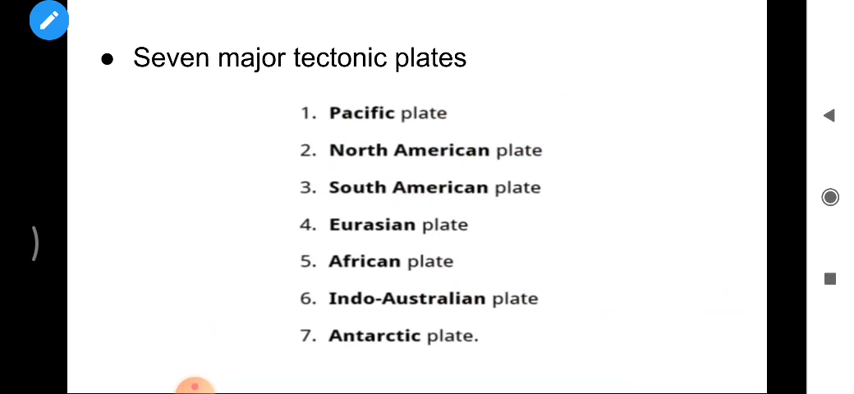 ● Seven major tectonic plates
1. Pacific plate
2. North American plate
3. South American plate
4. Eurasian plate
5. African plate
6. Indo-Australian plate
7. Antarctic plate.